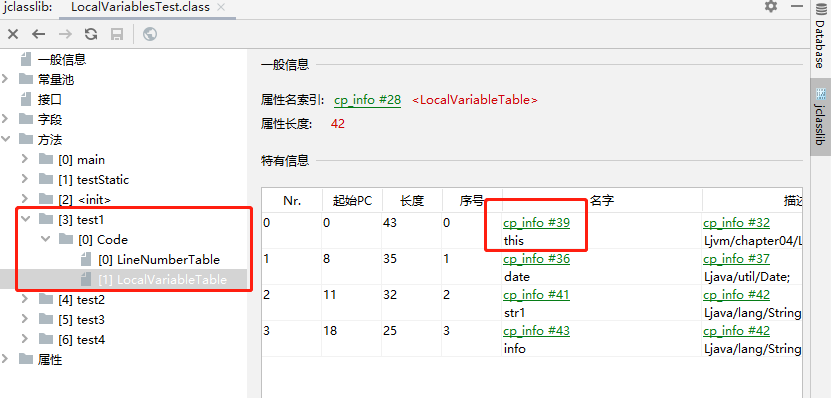 jclasslib: LocalVariablesTest.class
一般信息
常量池
接口
字段
方法
[0] main
[1] testStatic
[2] <init>
[3] test1
[0] Code
[0] LineNumberTable
[1] LocalVariableTable
[4] test2
[5] test3
[6] test4
属性
一般信息
属性名索引: cp_info #28 <LocalVariableTable>
属性长度: 42
特有信息
Nr. 起始PC 长度 序号 名字 描述
0 0 43 0 cp_info #39 cp_info #32
this Ljvm/chapter04/L
1 8 35 1 cp_info #36 cp_info #37
date Ljava/util/Date;
2 11 32 2 cp_info #41 cp_info #42
str1 Ljava/lang/String
3 18 25 3 cp_info #43 cp_info #42
info Ljava/lang/String
Database
jclasslib